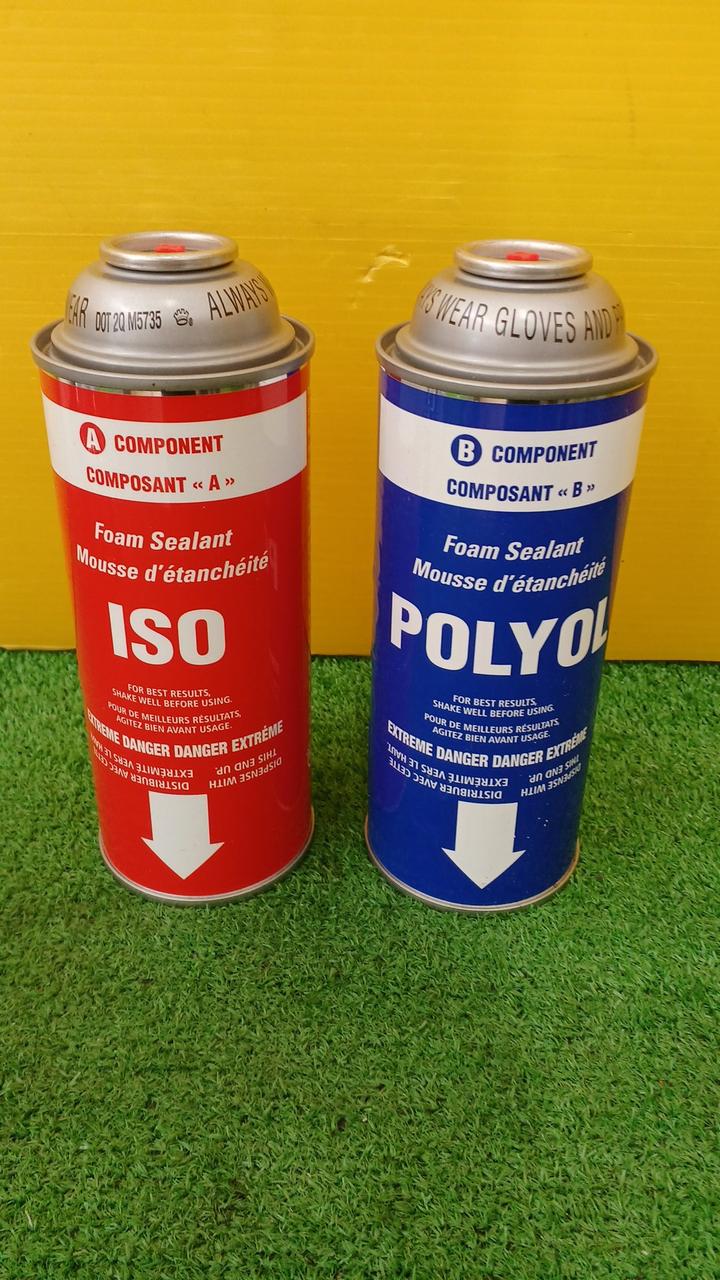 WEAR DOT 2Q M5735 ALWAYS
A COMPONENT
COMPOSANT « A »
Foam Sealant
Mousse d'étanchéité
ISO
FOR BEST RESULTS,
SHAKE WELL BEFORE USING.
POUR DE MEILLEURS RÉSULTATS,
AGITEZ BIEN AVANT USAGE.
EXTREME DANGER DANGER EXTRÊME
DISPENSE WITH
THIS END UP.
DISTRIBUER AVEC CETTE
EXTRÉMITÉ VERS LE HAUT.
WEAR GLOVES AND
B COMPONENT
COMPOSANT « B »
Foam Sealant
Mousse d'étanchéité
POLYOL
FOR BEST RESULTS,
SHAKE WELL BEFORE USING.
POUR DE MEILLEURS RÉSULTATS,
AGITEZ BIEN AVANT USAGE.
EXTREME DANGER DANGER EXTRÊME
DISPENSE WITH
THIS END UP.
DISTRIBUER AVEC CETTE
EXTRÉMITÉ VERS LE HAUT.